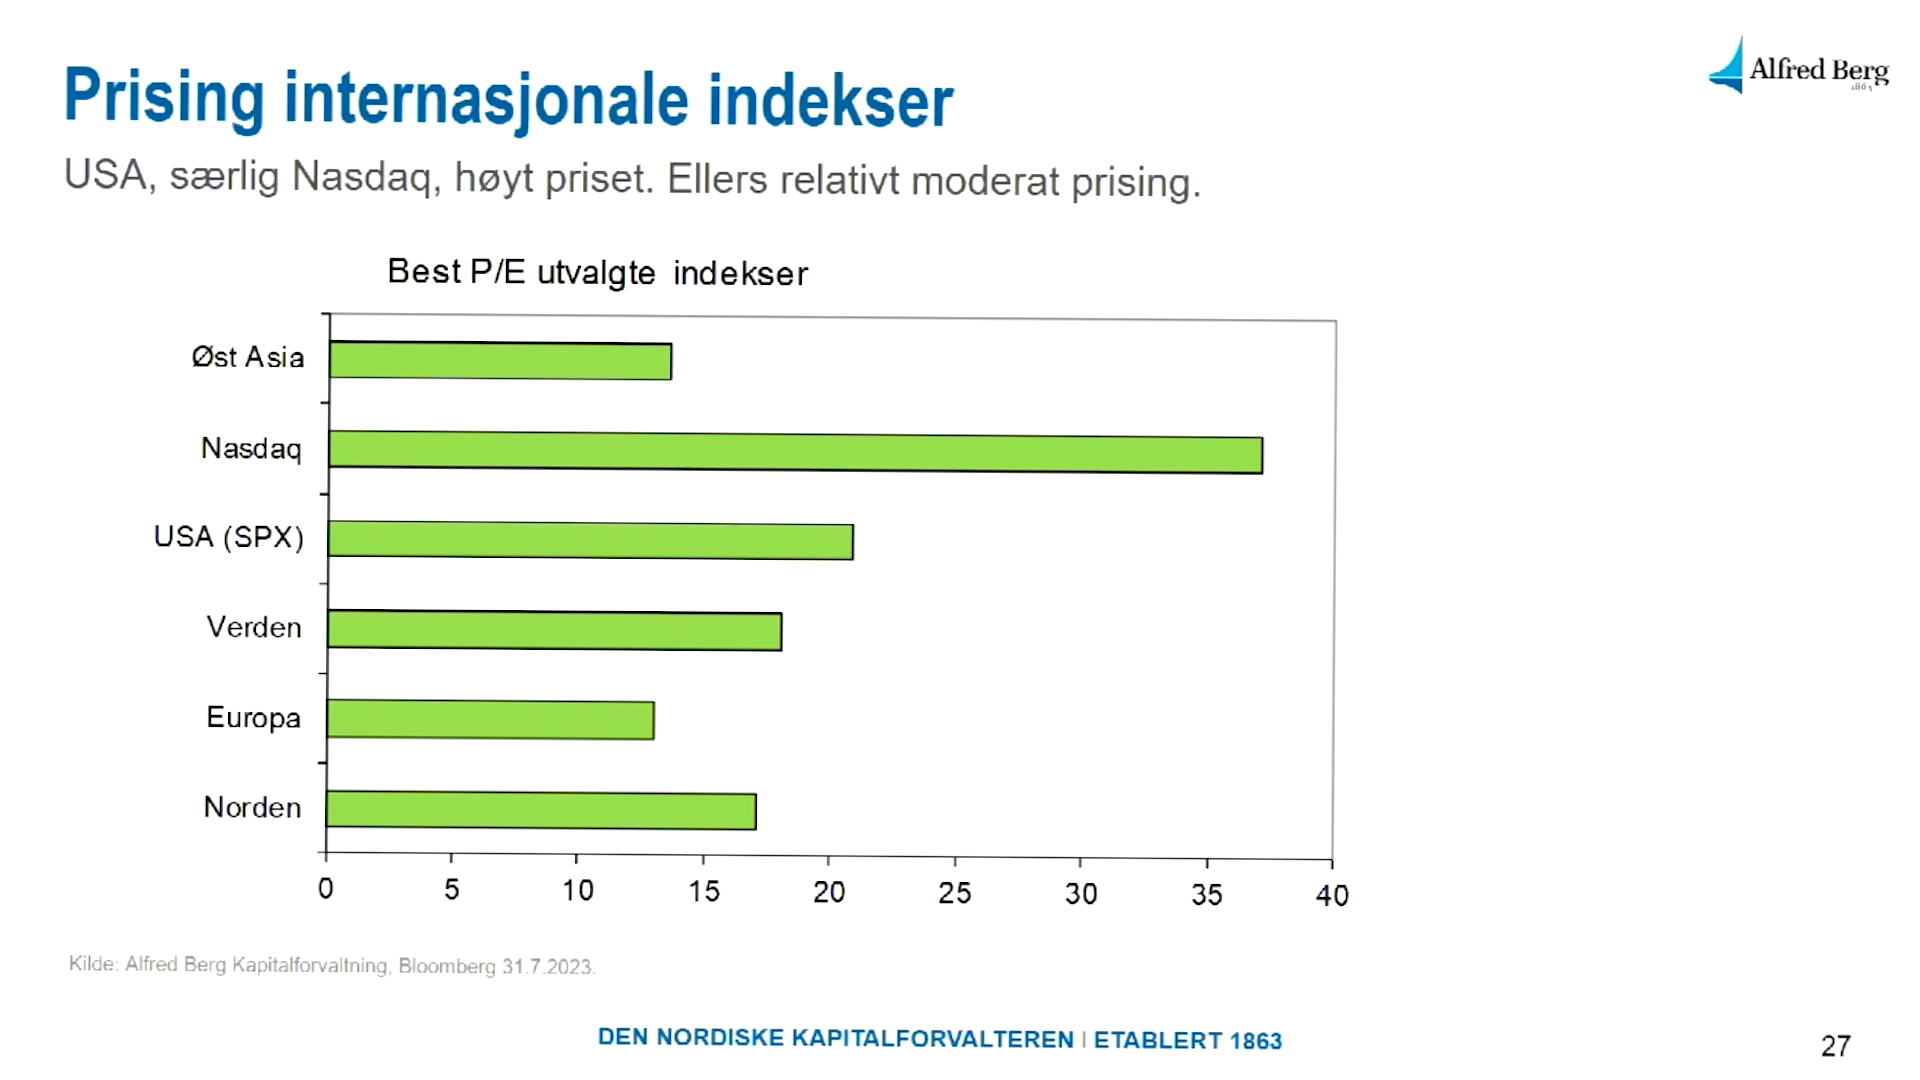 Alfred Berg
1863
Prising internasjonale indekser
USA, særlig Nasdaq, høyt priset. Ellers relativt moderat prising.
Best P/E utvalgte indekser
Øst Asia
Nasdaq
USA (SPX)
Verden
Europa
Norden
0 5 10 15 20 25 30 35 40
Kilde: Alfred Berg Kapitalforvaltning, Bloomberg 31.7.2023.
DEN NORDISKE KAPITALFORVALTEREN | ETABLERT 1863
27